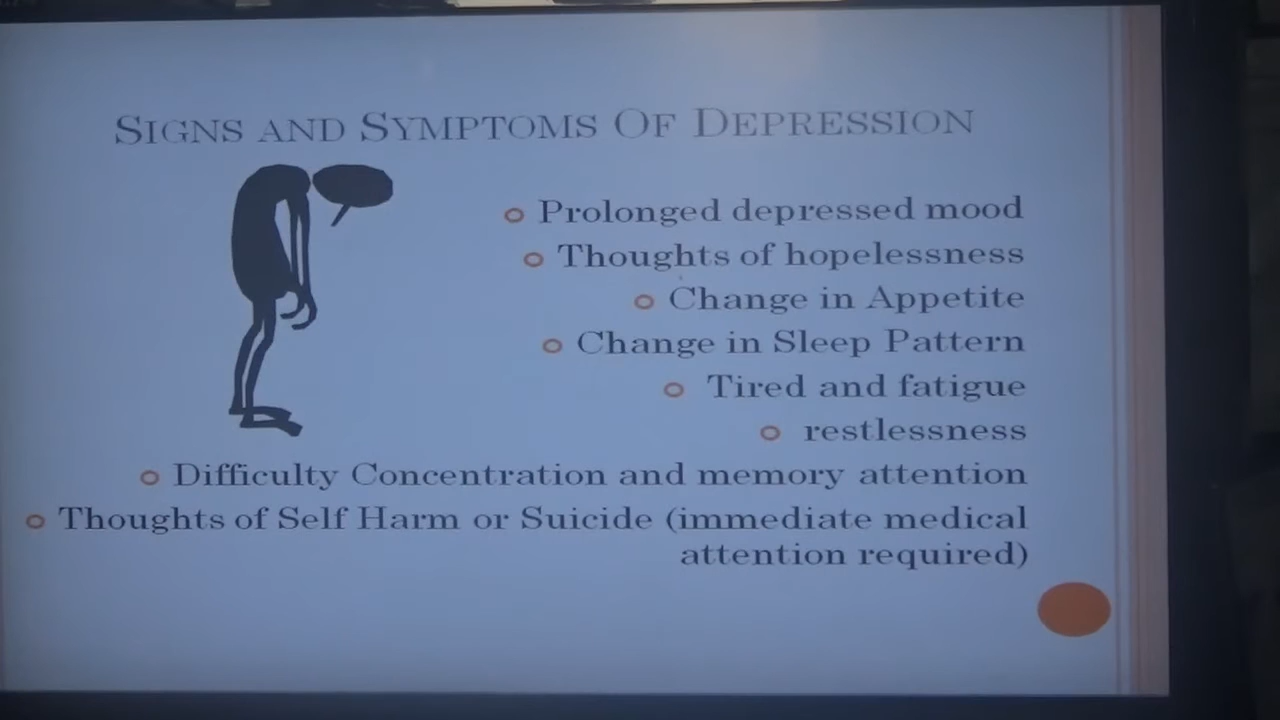 SIGNS AND SYMPTOMS OF DEPRESSION
Prolonged depressed mood
Thoughts of hopelessness
Change in Appetite
Change in Sleep Pattern
Tired and fatigue
restlessness
Difficulty Concentration and memory attention
Thoughts of Self Harm or Suicide (immediate medical
attention required)